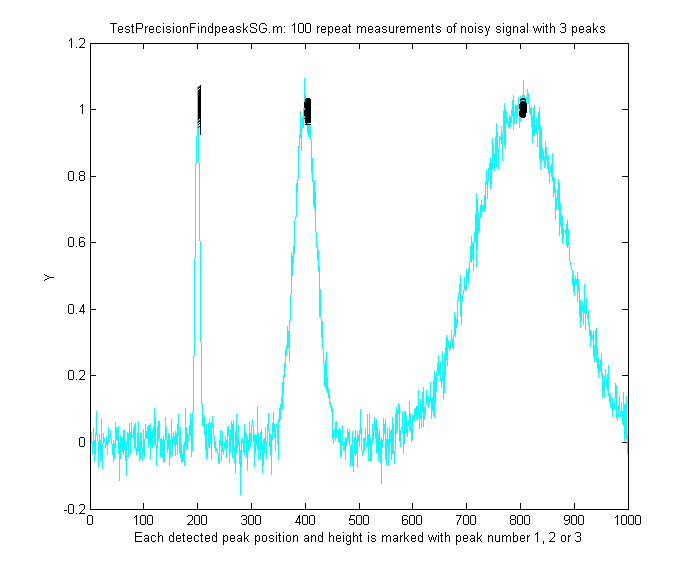 TestPrecisionFindpeaskSG.m: 100 repeat measurements of noisy signal with 3 peaks
1.2
1
0.8
0.6
Y
0.4
0.2
0
-0.2
0 100 200 300 400 500 600 700 800 900 1000
Each detected peak position and height is marked with peak number 1, 2 or 3